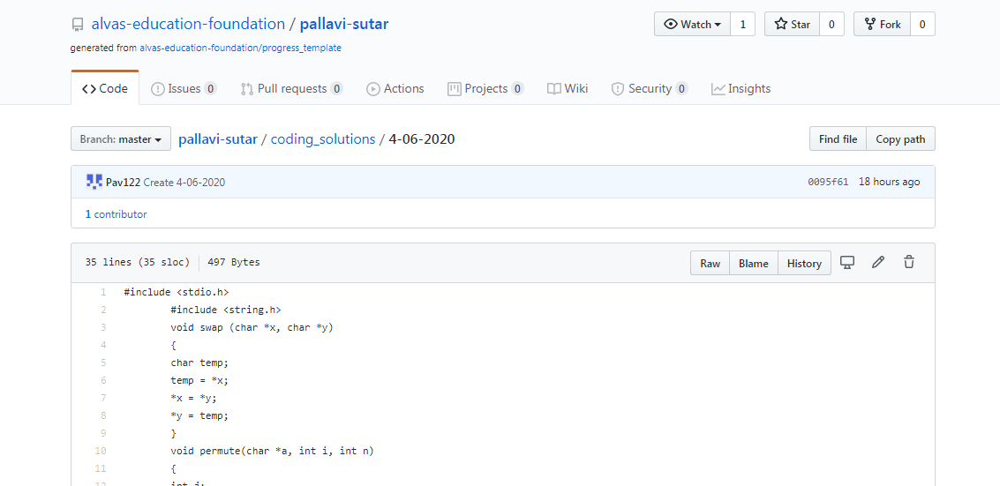 alvas-education-foundation / pallavi-sutar
Watch 1 Star 0 Fork 0
generated from alvas-education-foundation/progress_template
Code Issues 0 Pull requests 0 Actions Projects 0 Wiki Security 0 Insights
Branch: master pallavi-sutar / coding_solutions / 4-06-2020 Find file Copy path
Pav122 Create 4-06-2020 0095f61 18 hours ago
1 contributor
35 lines (35 sloc) 497 Bytes Raw Blame History
1 #include <stdio.h>
2 #include <string.h>
3 void swap (char *x, char *y)
4 {
5 char temp;
6 temp = *x;
7 *x = *y;
8 *y = temp;
9 }
10 void permute(char *a, int i, int n)
11 {
12 int j;